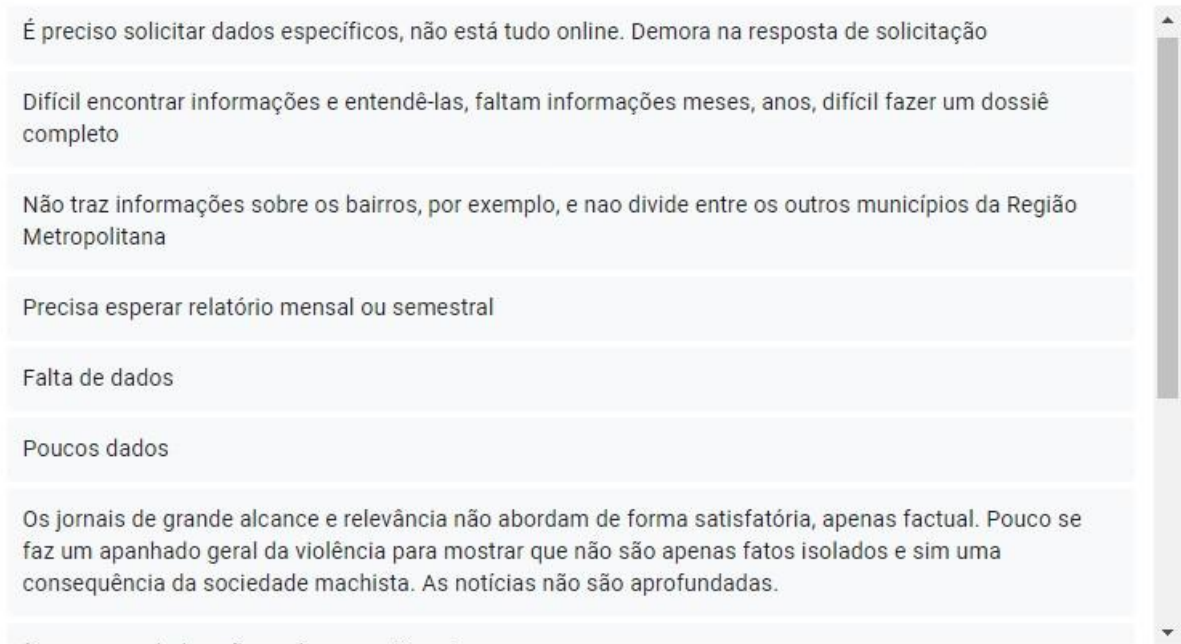 É preciso solicitar dados específicos, não está tudo online. Demora na resposta de solicitação
Difícil encontrar informações e entendê-las, faltam informações meses, anos, difícil fazer um dossiê
completo
Não traz informações sobre os bairros, por exemplo, e nao divide entre os outros municípios da Região
Metropolitana
Precisa esperar relatório mensal ou semestral
Falta de dados
Poucos dados
Os jornais de grande alcance e relevância não abordam de forma satisfatória, apenas factual. Pouco se
faz um apanhado geral da violência para mostrar que não são apenas fatos isolados e sim uma
consequência da sociedade machista. As notícias não são aprofundadas.